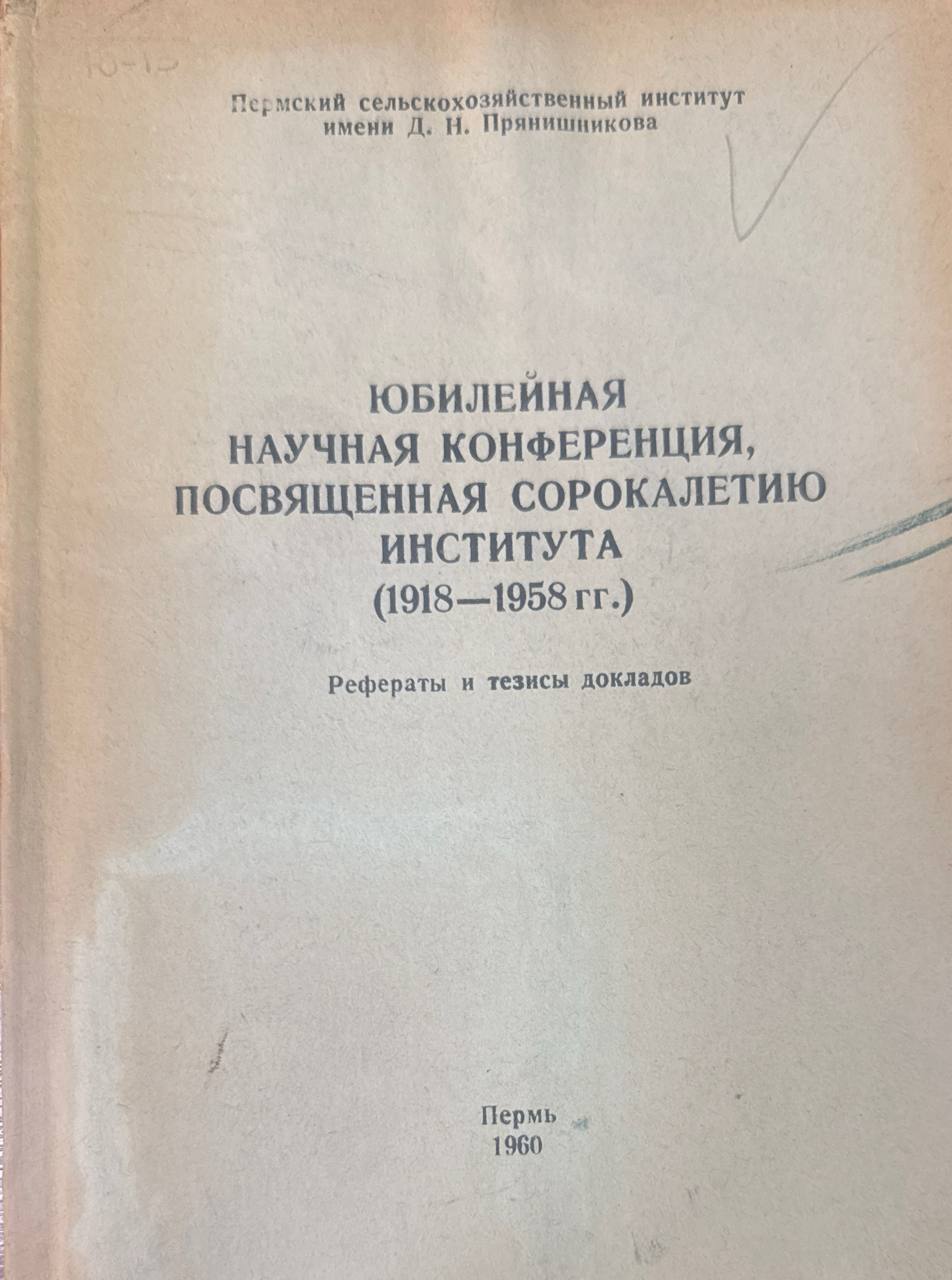 Пермский сельскохозяйственный институт
имени Д. Н. Прянишникова
ЮБИЛЕЙНАЯ
НАУЧНАЯ КОНФЕРЕНЦИЯ,
ПОСВЯЩЕННАЯ СОРОКАЛЕТИЮ
ИНСТИТУТА
(1918—1958 гг.)
Рефераты и тезисы докладов
Пермь
1960